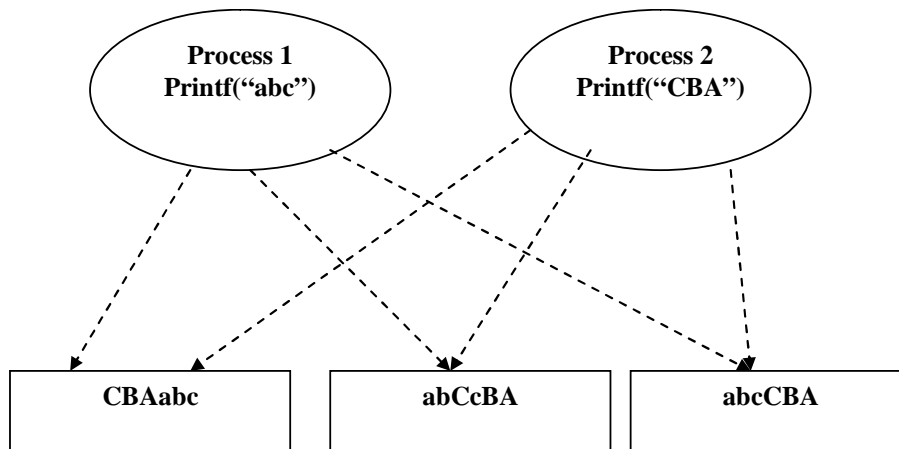 Process 1
Printf(“abc”)
Process 2
Printf(“CBA”)
CBAabc
abCcBA
abcCBA